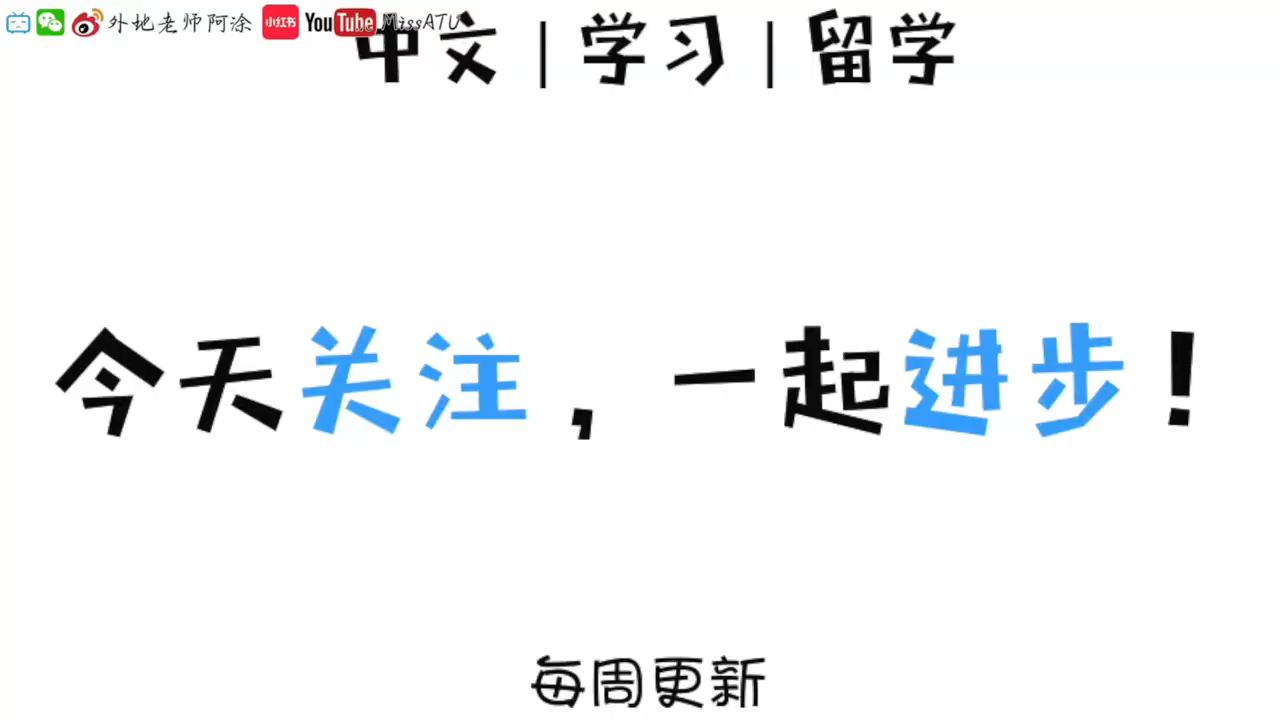 外地老师阿涂 小红书 YouTube MissATU
中文 | 学习 | 留学
今天关注，一起进步！
每周更新